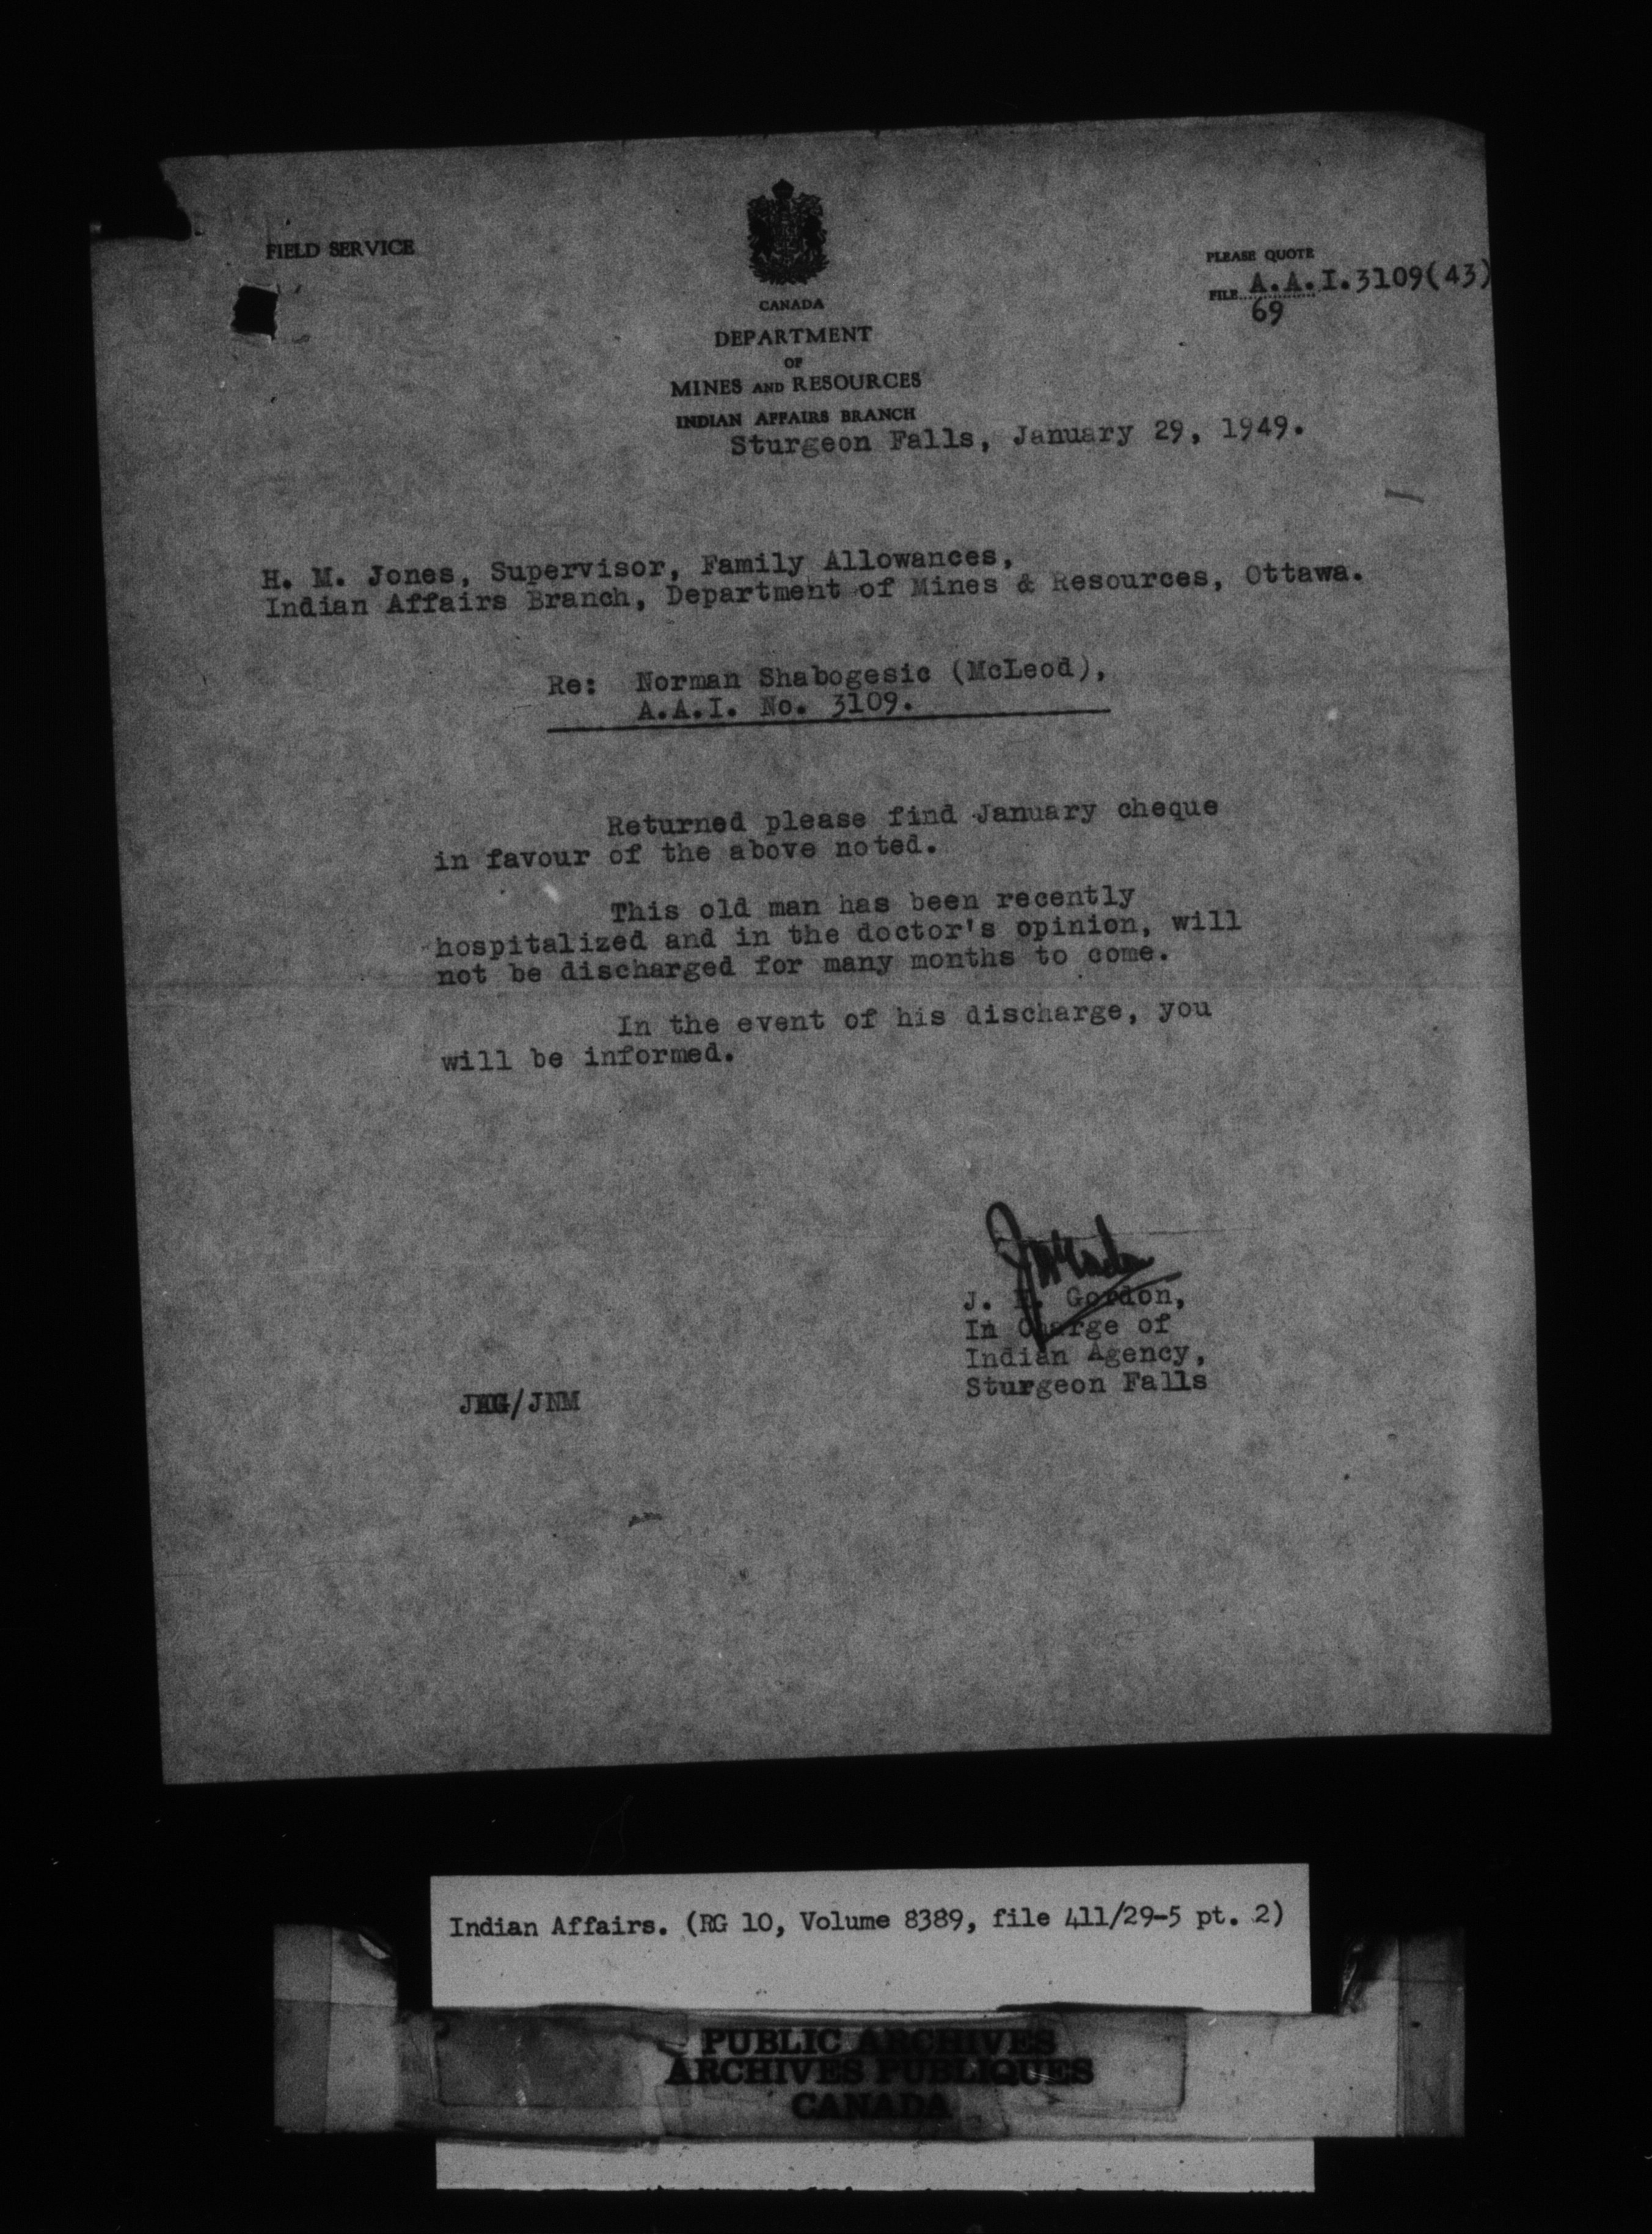 FIELD SERVICE
CANADA
DEPARTMENT
OF
MINES AND RESOURCES
INDIAN AFFAIRS BRANCH
PLEASE QUOTE
FILE A.A.I.3109(43)
69
Sturgeon Falls, January 29, 1949.
H. M. Jones, Supervisor, Family Allowances,
Indian Affairs Branch, Department of Mines & Resources, Ottawa.
Re: Norman Shabogesic (McLeod),
A.A.I. No. 3109.
Returned please find January cheque
in favour of the above noted.
This old man has been recently
hospitalized and in the doctor's opinion, will
not be discharged for many months to come.
In the event of his discharge, you
will be informed.
J. Gordon,
In Charge of
Indian Agency,
Sturgeon Falls
JHG/JNM
Indian Affairs. (RG 10, Volume 8389, file 411/29-5 pt. 2)
PUBLIC ARCHIVES
ARCHIVES PUBLIQUES
CANADA